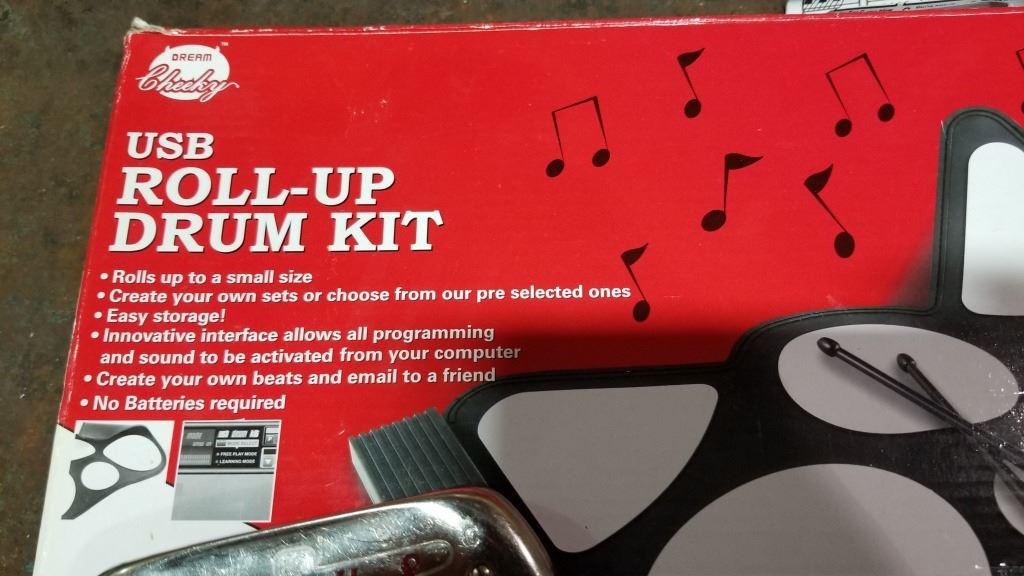 DREAM
Cheeky
™
USB
ROLL-UP
DRUM KIT
• Rolls up to a small size
• Create your own sets or choose from our pre selected ones
• Easy storage!
• Innovative interface allows all programming
and sound to be activated from your computer
• Create your own beats and email to a friend
• No Batteries required
FREE PLAY MODE
LEARNING MODE